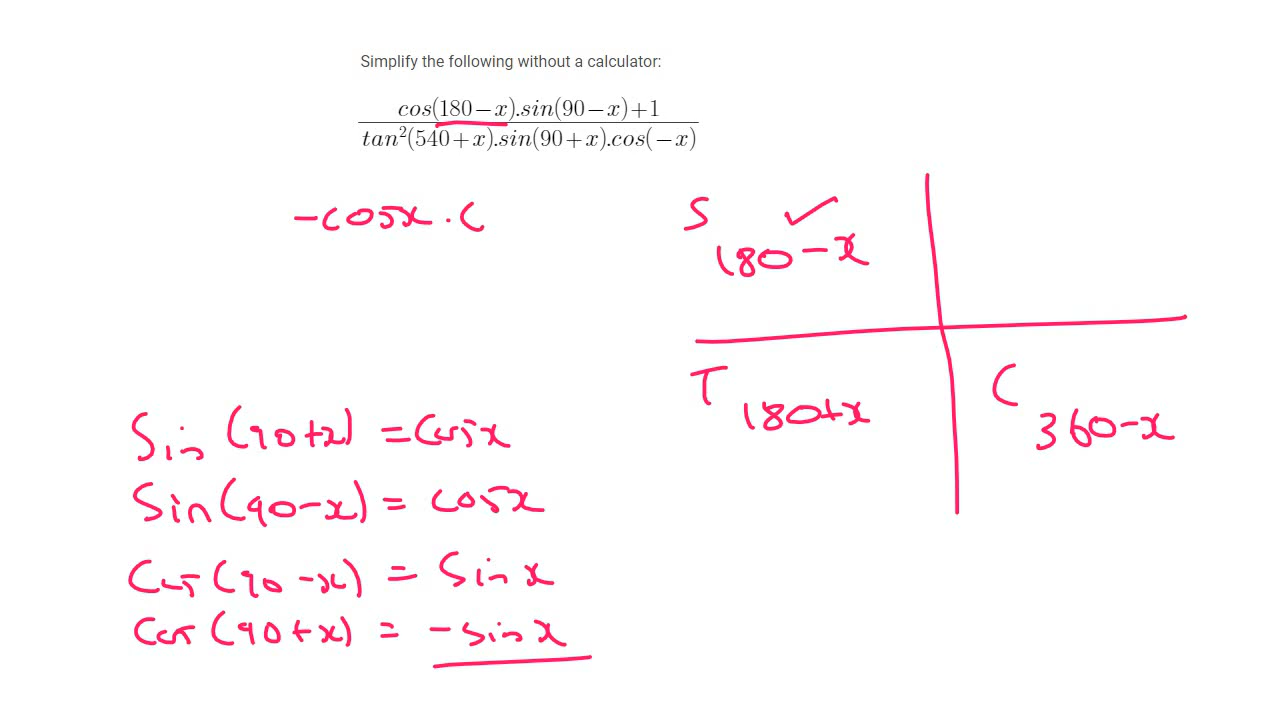 Simplify the following without a calculator:
cos(180−x).sin(90−x)+1
tan²(540+x).sin(90+x).cos(−x)
-cosx . C
S
180-x
T
180+x
C
360-x
Sin (90+x) = cosx
Sin(90-x) = cosx
Cos(90-x) = Sinx
Cos(90+x) = -sinx